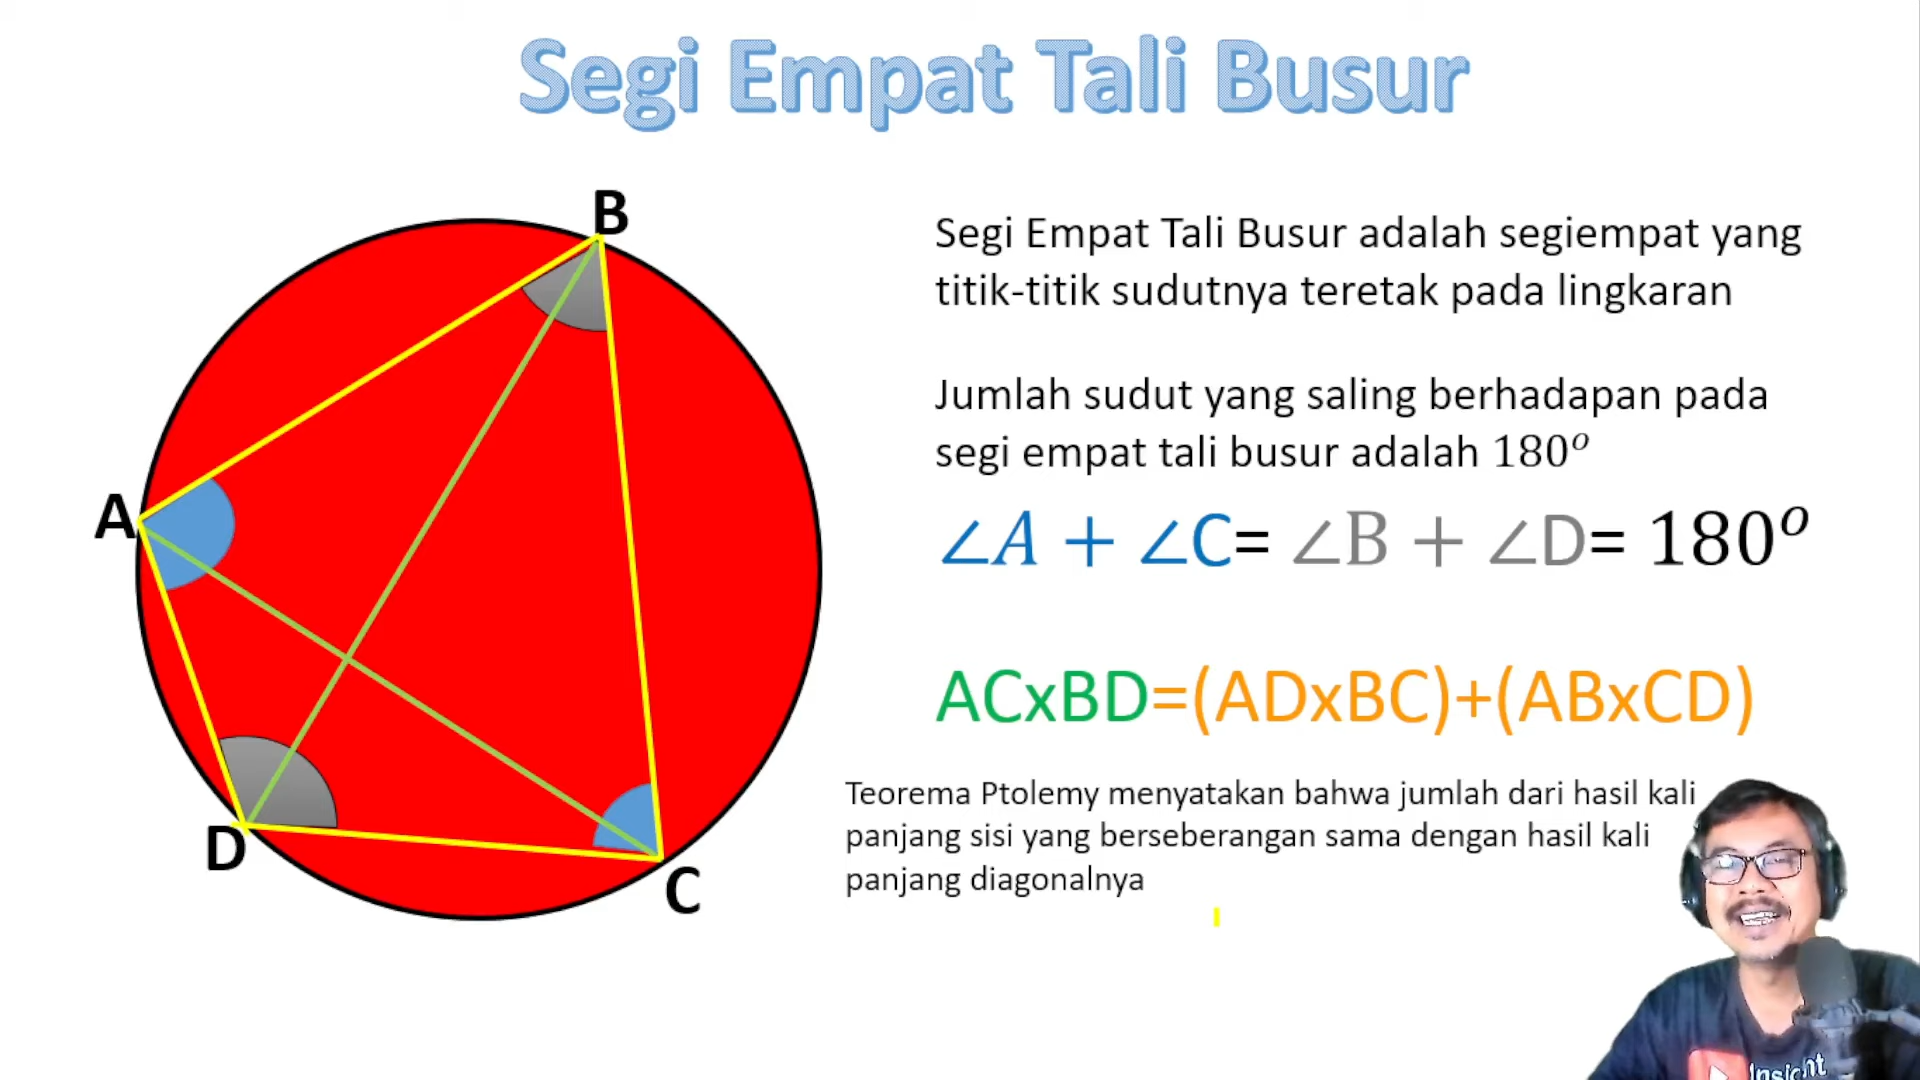 Segi Empat Tali Busur
B
Segi Empat Tali Busur adalah segiempat yang
titik-titik sudutnya teretak pada lingkaran
Jumlah sudut yang saling berhadapan pada
segi empat tali busur adalah 180°
A
∠A + ∠C= ∠B + ∠D= 180°
ACxBD=(ADxBC)+(ABxCD)
Teorema Ptolemy menyatakan bahwa jumlah dari hasil kali
panjang sisi yang berseberangan sama dengan hasil kali
panjang diagonalnya
D
C
Insight